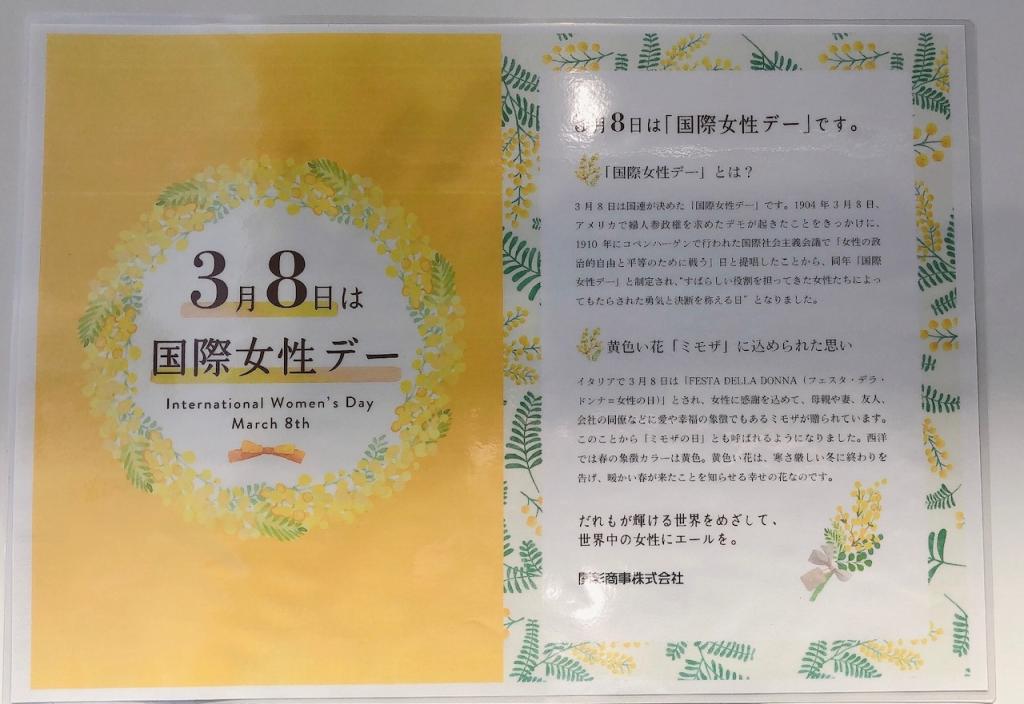 3月8日は
国際女性デー
International Women's Day
March 8th
3月8日は「国際女性デー」です。
「国際女性デー」とは?
3月8日は国連が決めた「国際女性デー」です。1904年3月8日、
アメリカで婦人参政権を求めたデモが起きたことをきっかけに、
1910年にコペンハーゲンで行われた国際社会主義会議で「女性の政
治的自由と平等のために戦う」日と提唱したことから、同年「国際
女性デー」と制定され、“すばらしい役割を担ってきた女性たちによっ
てもたらされた勇気と決断を称える日” となりました。
黄色い花「ミモザ」に込められた思い
イタリアで3月8日は「FESTA DELLA DONNA(フェスタ・デラ・
ドンナ=女性の日)」とされ、女性に感謝を込めて、母親や妻、友人、
会社の同僚などに愛や幸福の象徴でもあるミモザが贈られています。
このことから「ミモザの日」とも呼ばれるようになりました。西洋
では春の象徴カラーは黄色。黄色い花は、寒さ厳しい冬に終わりを
告げ、暖かい春が来たことを知らせる幸せの花なのです。
だれもが輝ける世界をめざして、
世界中の女性にエールを。
彩商事株式会社